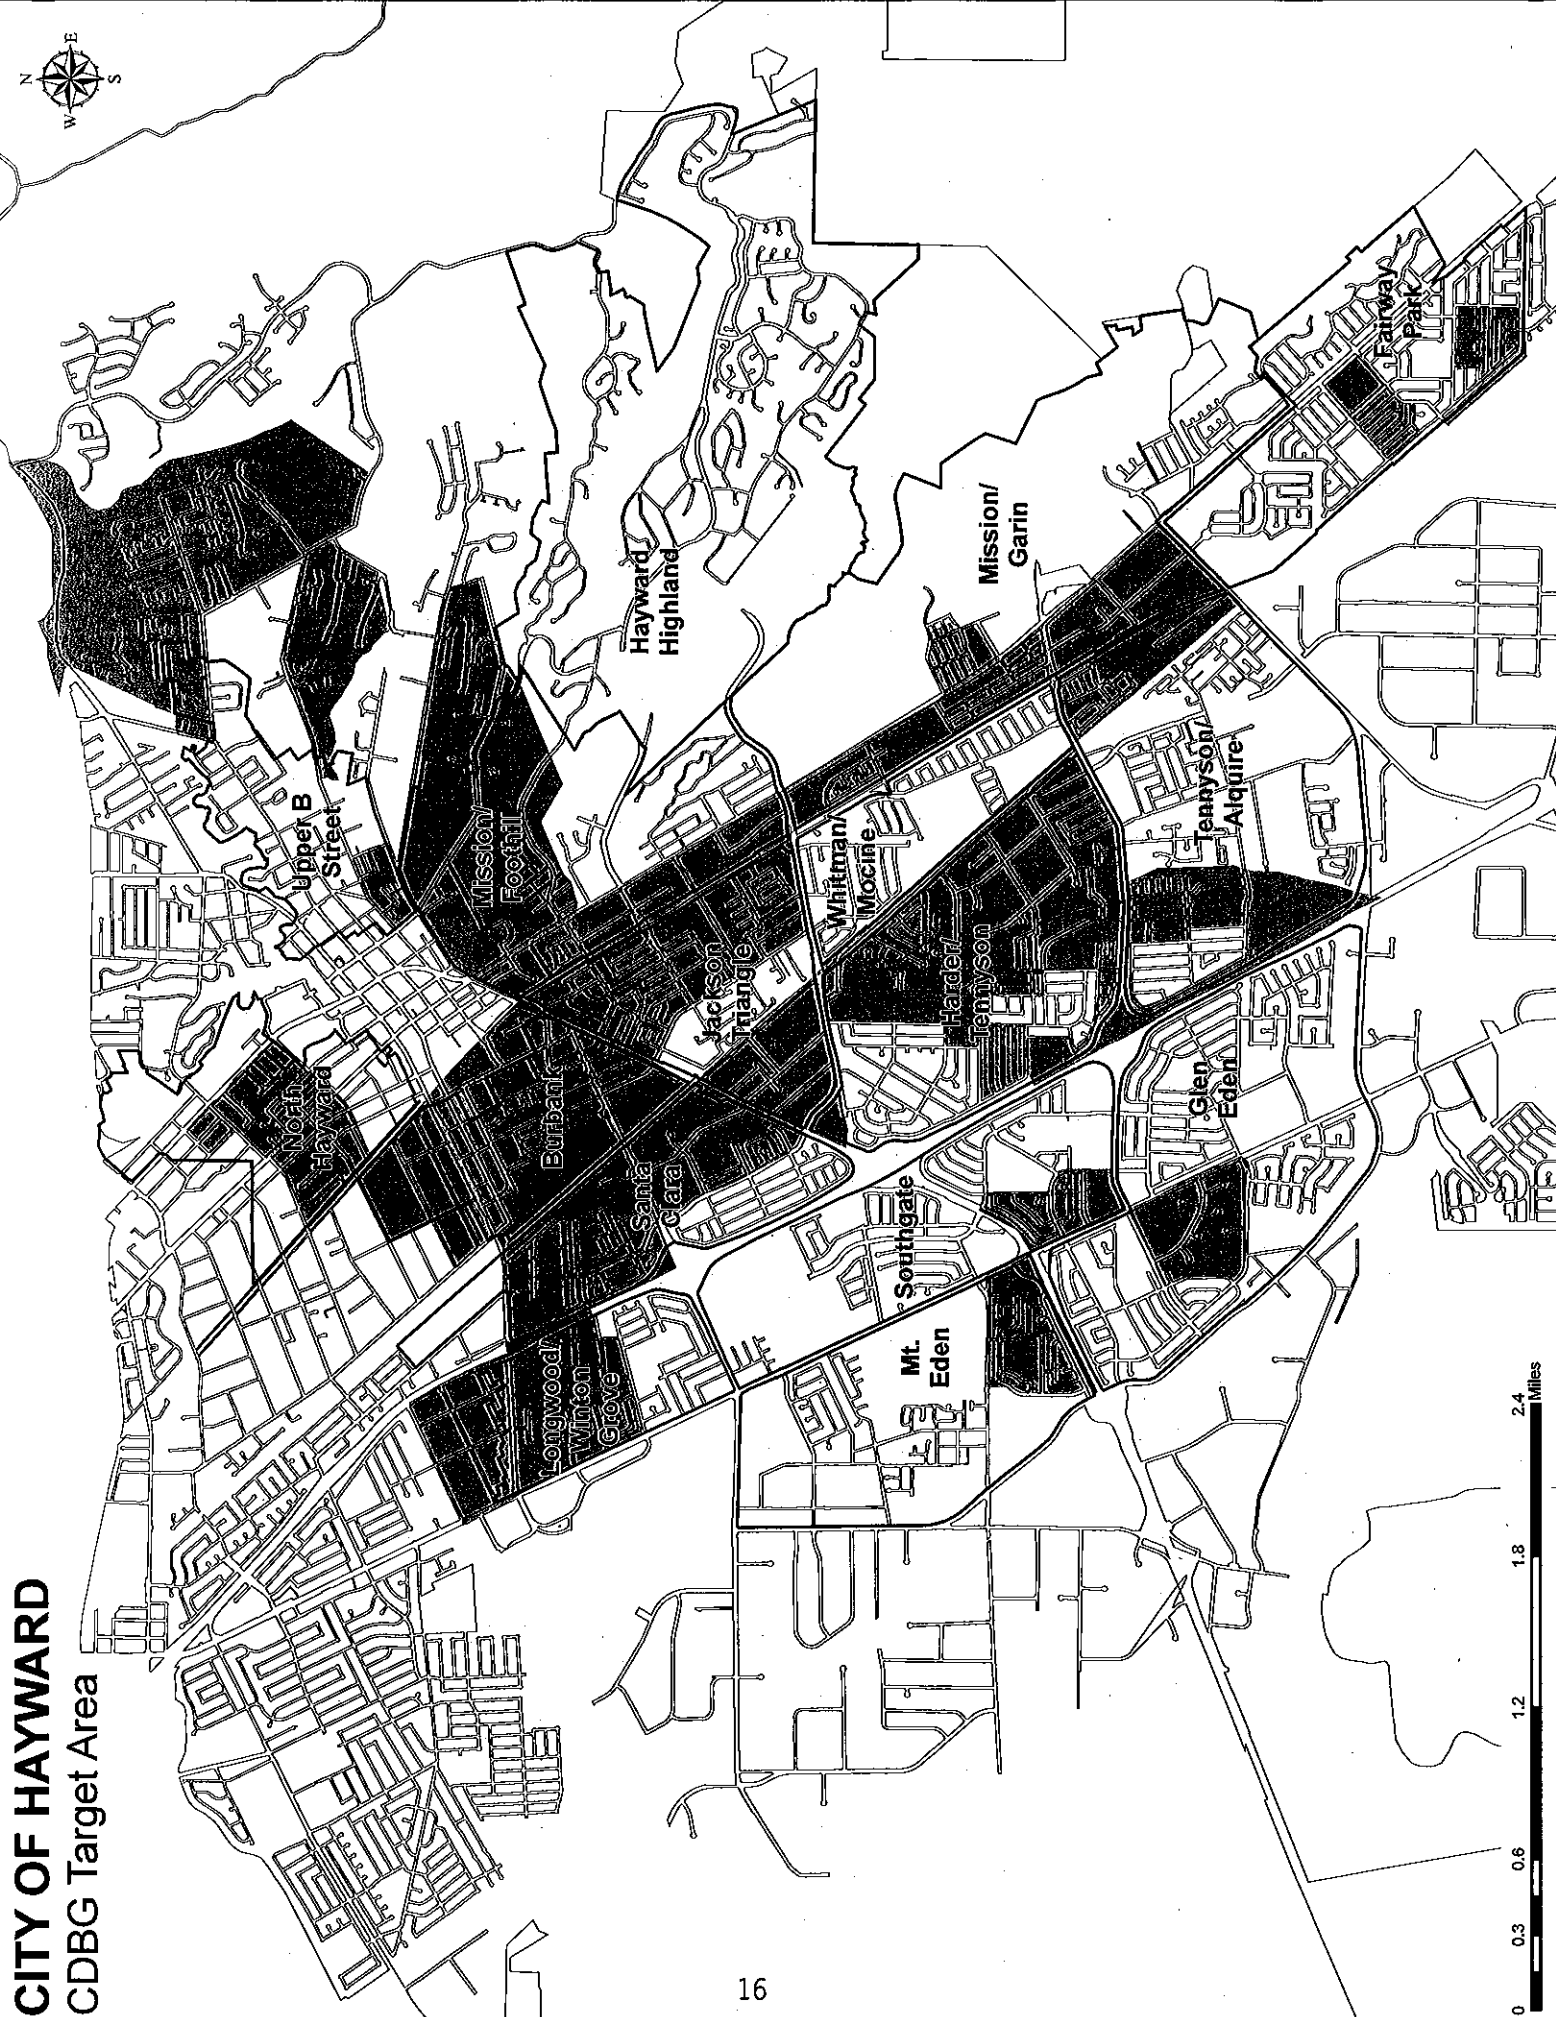 CITY OF HAYWARD
CDBG Target Area
N
W
E
S
Upper B
Street
North
Hayward
Mission/
Foothill
Hayward
Highland
Burbank
Jackson
Triangle
Santa
Clara
Longwood/
Winton
Grove
Whitman/
Mocine
Mission/
Garin
Harder/
Tennyson
Southgate
Mt.
Eden
Tennyson/
Alquire
Glen
Eden
Fairway
Park
0 0.3 0.6 1.2 1.8 2.4
Miles
16